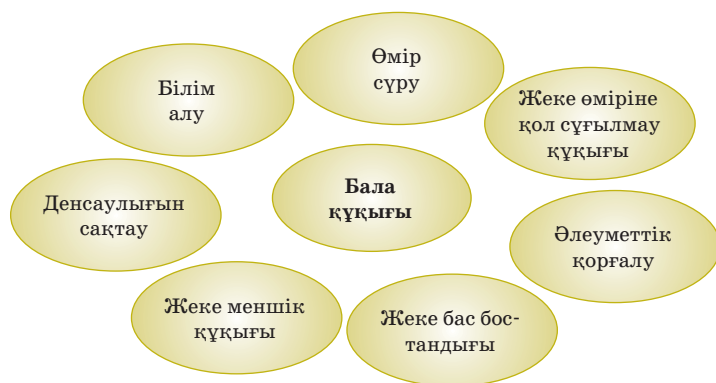 Өмір
сүру
Білім
алу
Жеке өміріне
қол сұғылмау
құқығы
Бала
құқығы
Денсаулығын
сақтау
Әлеуметтік
қорғалу
Жеке меншік
құқығы
Жеке бас бос-
тандығы